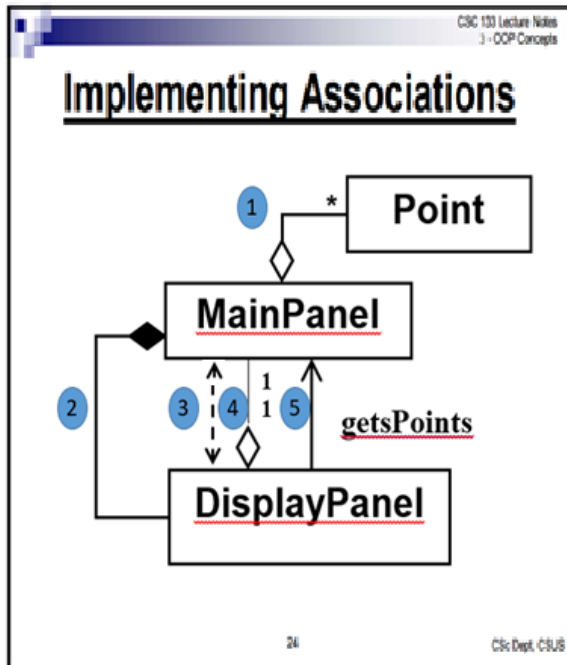 CSC 133 Lecture Notes
3 - OOP Concepts
Implementing Associations
1
*
Point
MainPanel
2
3
4
1
1
5
getsPoints
DisplayPanel
24
CSc Dept, CSUS